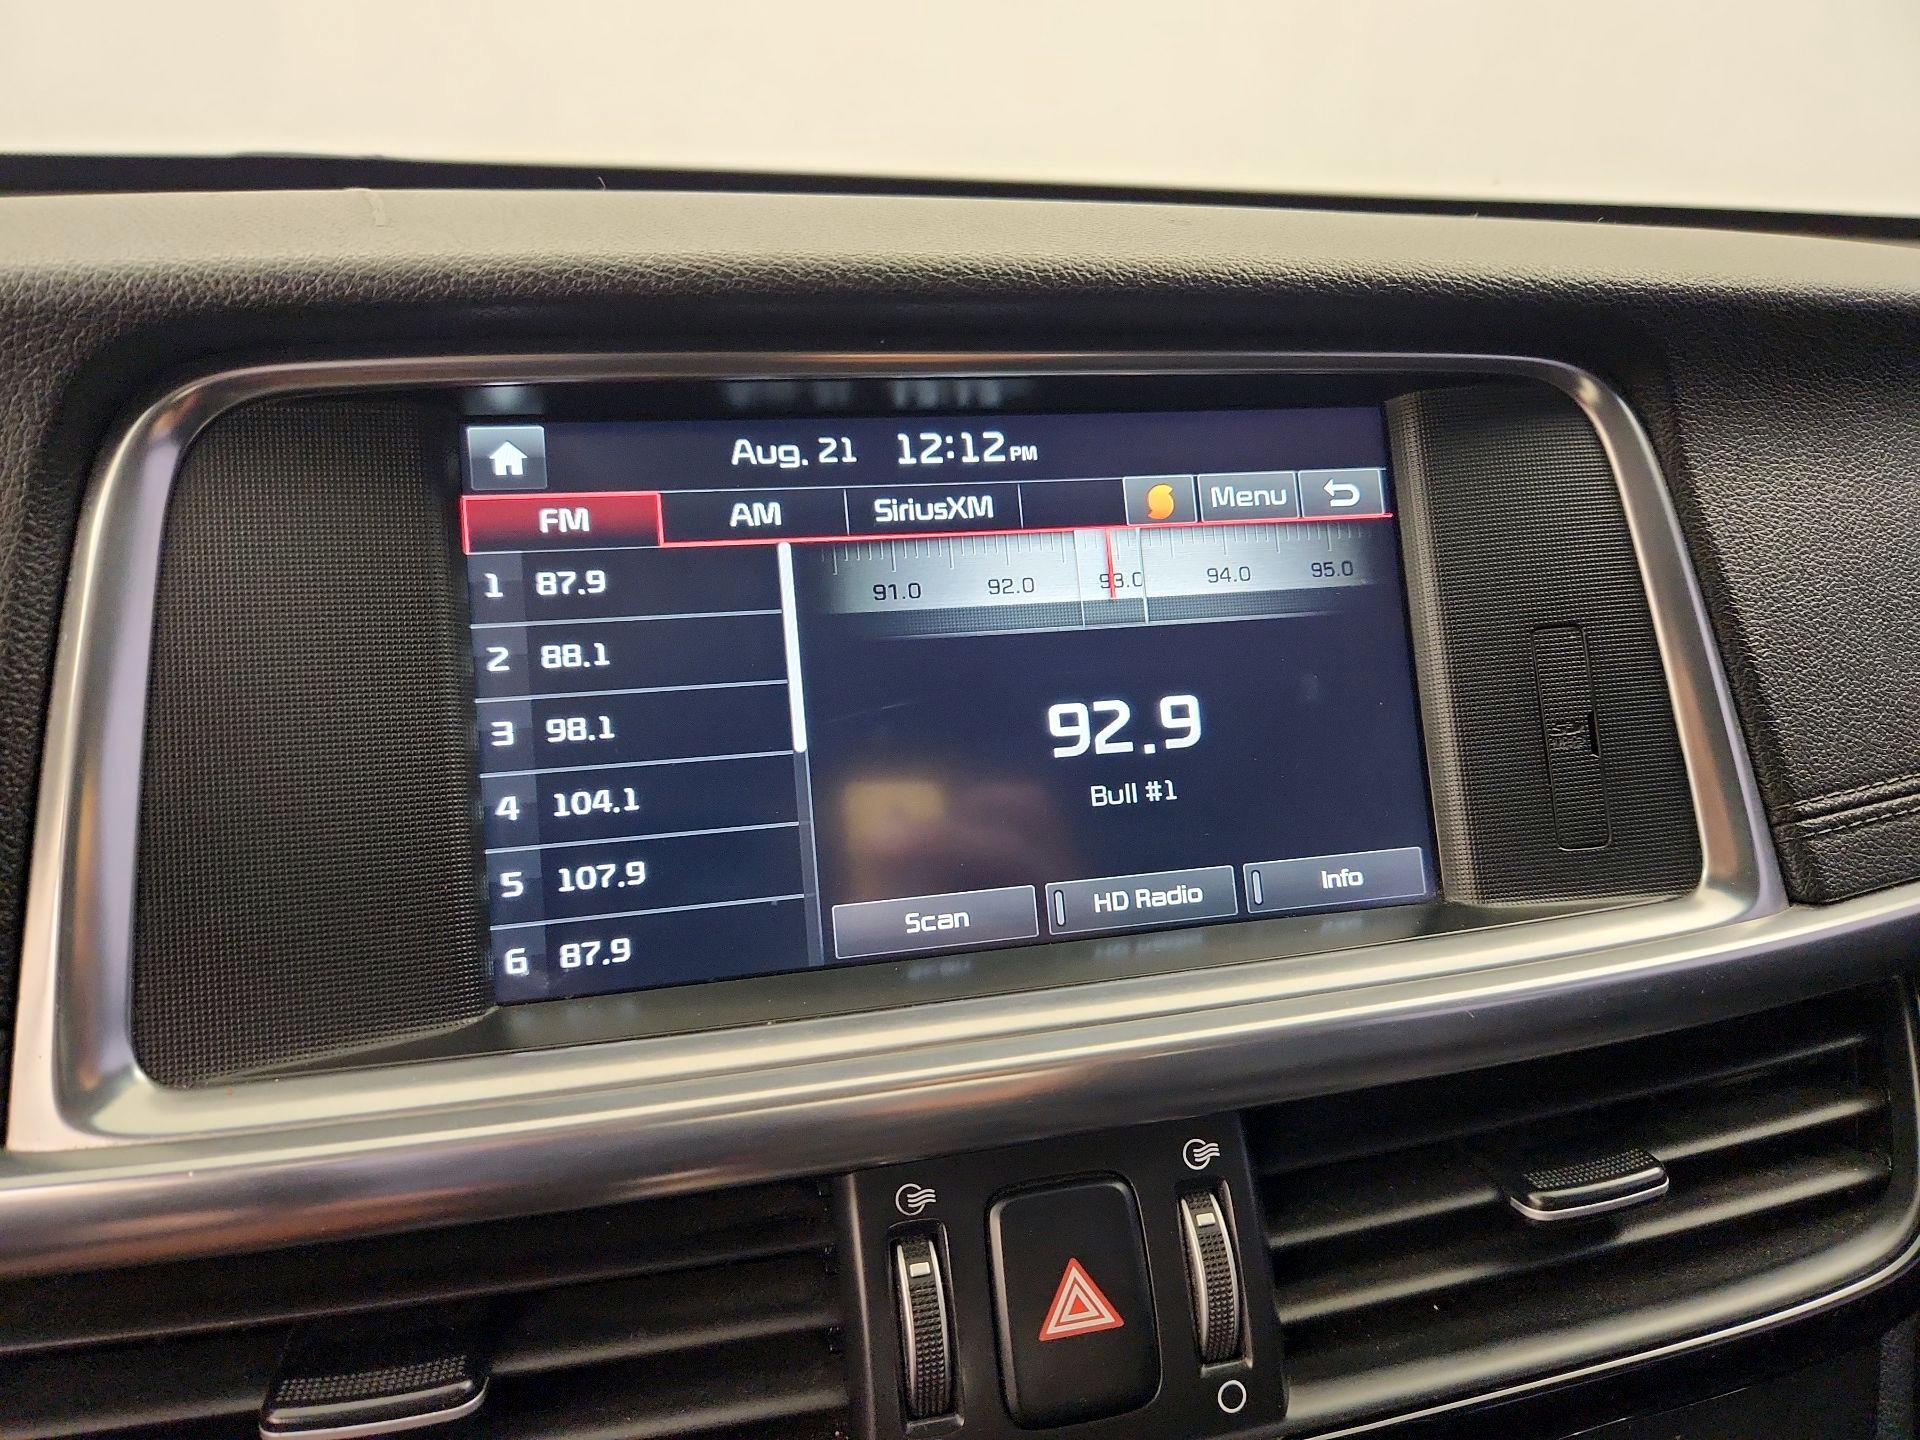 Aug. 21 12:12 PM
FM AM SiriusXM Menu
91.0 92.0 93.0 94.0 95.0
1 87.9
2 88.1
3 98.1
4 104.1
5 107.9
6 87.9
92.9
Bull #1
Scan HD Radio Info